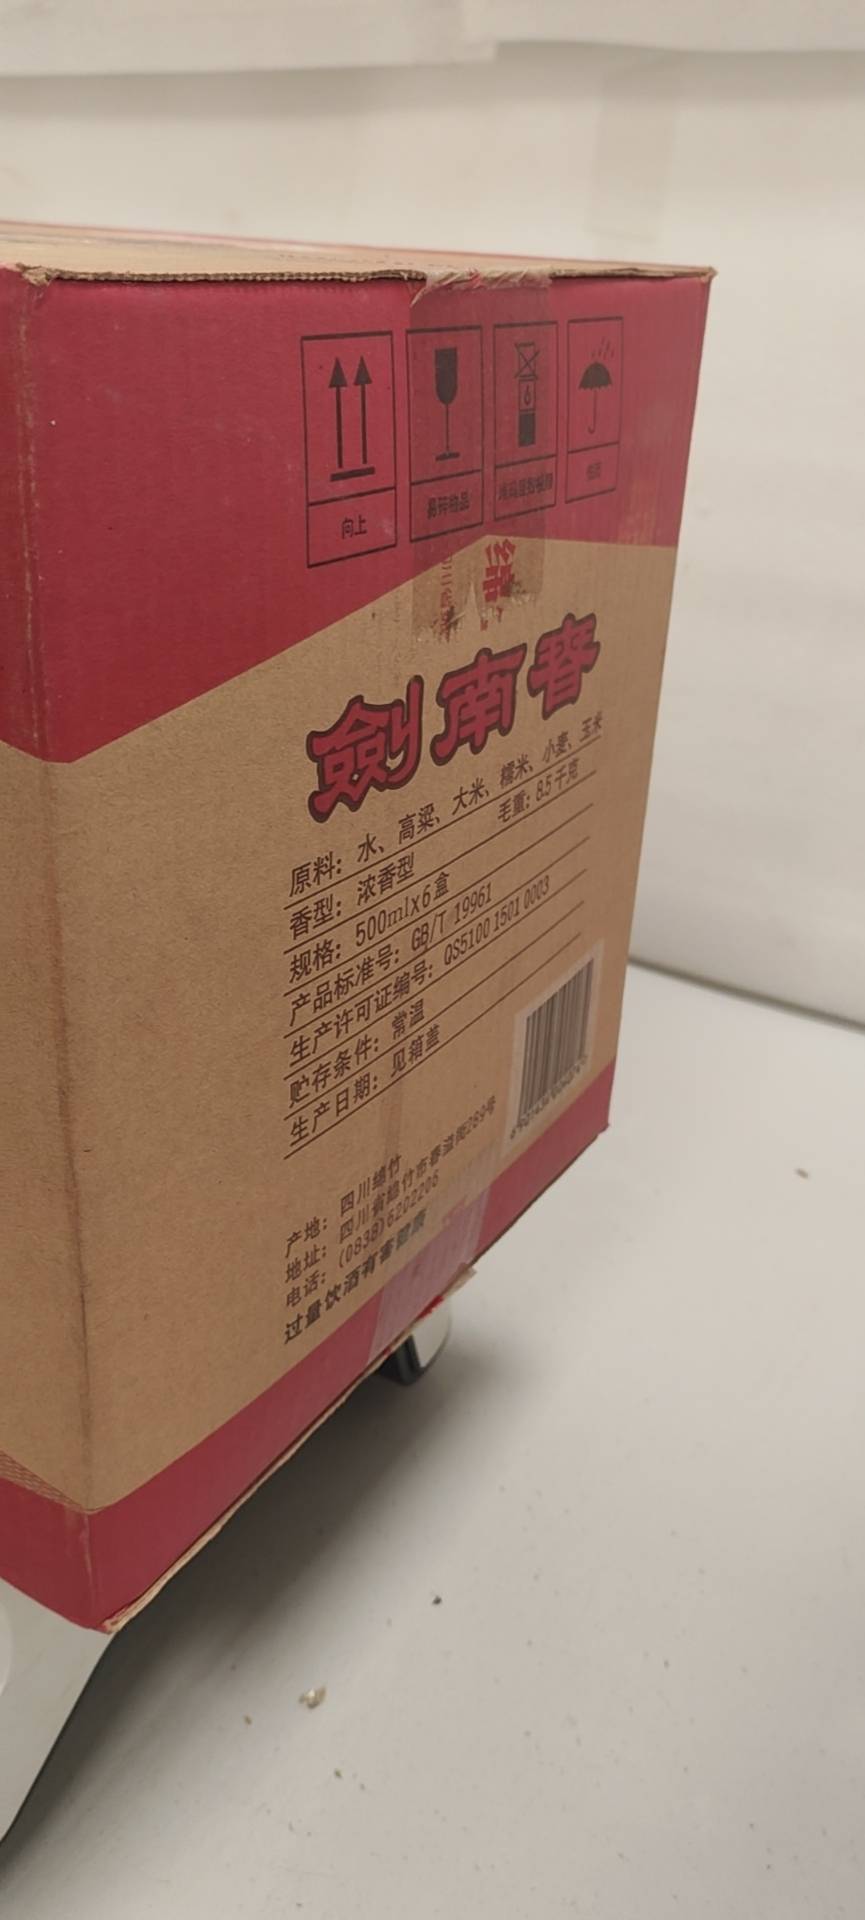 向上
易碎物品
6
堆码层数极限
怕雨
绵
劍南春
原料：水、高粱、大米、糯米、小麦、玉米
香型：浓香型 毛重：8.5千克
规格：500ml×6盒
产品标准号：GB/T 19961
生产许可证编号：QS5100 1501 0003
贮存条件：常温
生产日期：见箱盖
产地：四川绵竹
地址：四川省绵竹市春溢街289号
电话：(0838)6202206
过量饮酒有害健康